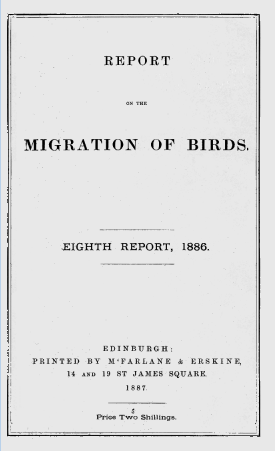 REPORT
ON THE
MIGRATION OF BIRDS.
EIGHTH REPORT, 1886.
EDINBURGH:
PRINTED BY M‘FARLANE & ERSKINE,
14 AND 19 ST JAMES SQUARE.
1887.
Price Two Shillings.